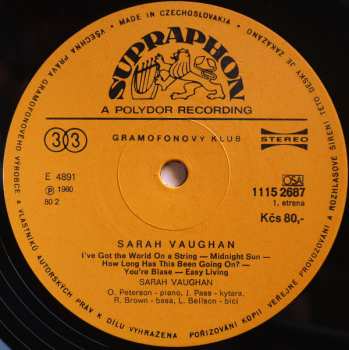 • MADE IN CZECHOSLOVAKIA •
VŠECHNA PRÁVA GRAMOFONOVÉHO VÝROBCE A VLASTNÍKŮ AUTORSKÝCH PRÁV K DÍLU VYHRAŽENA • POŘIZOVÁNÍ KOPIÍ VEŘEJNÉ PROVOZOVÁNÍ A ROZHLASOVÉ ŠÍŘENÍ TÉTO DESKY JE ZAKÁZÁNO
SUPRAPHON
A POLYDOR RECORDING
33
GRAMOFONOVÝ KLUB
STEREO
E 4891
Ⓟ 1980
80 2
OSA
1115 2687
1. strana
Kčs 80,-
SARAH VAUGHAN
I've Got the World On a String — Midnight Sun —
How Long Has This Been Going On? —
You're Blase — Easy Living
SARAH VAUGHAN
O. Peterson - piano, J. Pass - kytara,
R. Brown - basa, L. Bellson - bicí